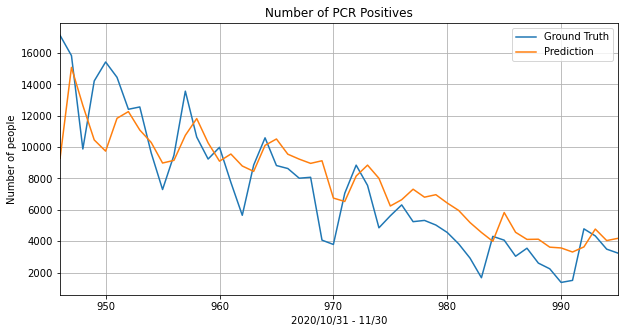 Number of PCR Positives
Ground Truth
Prediction
Number of people
16000
14000
12000
10000
8000
6000
4000
2000
950
960
970
980
990
2020/10/31 - 11/30